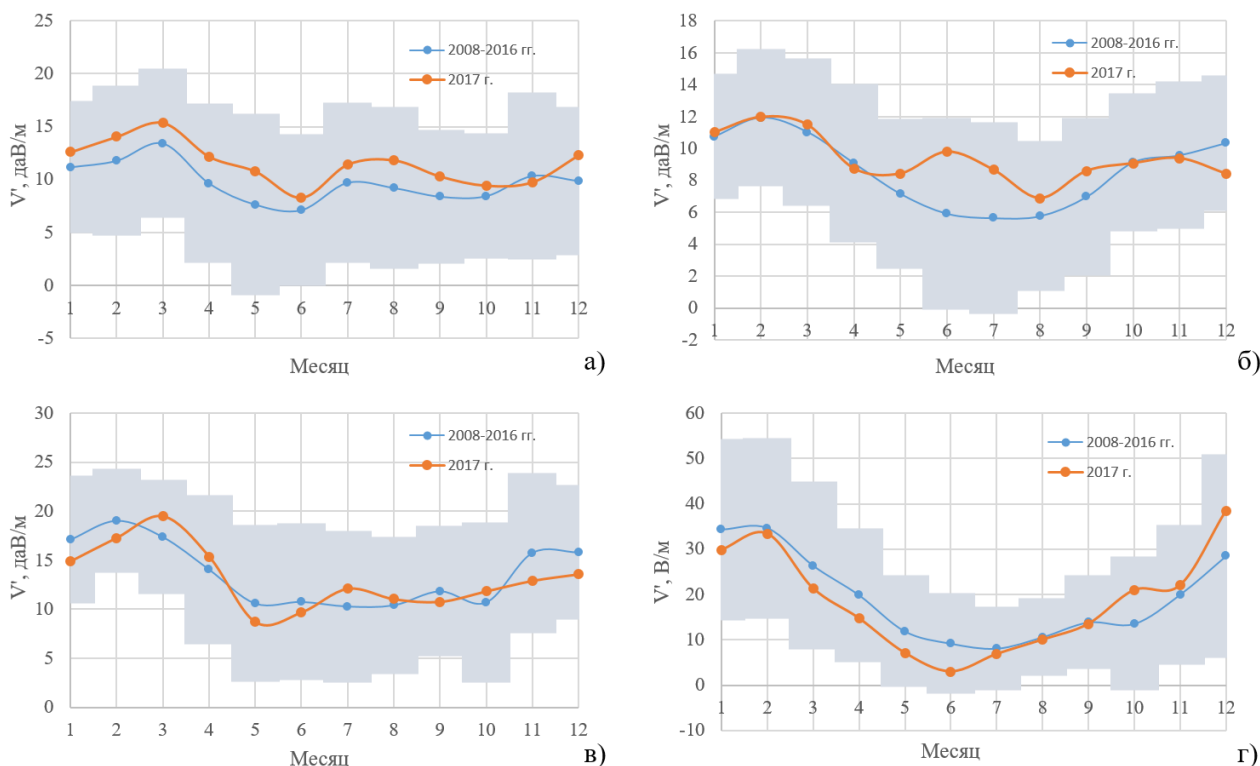 25
20
15
10
5
0
-5
V', даВ/м
2008-2016 гг.
2017 г.
1 2 3 4 5 6 7 8 9 10 11 12
Месяц
а)
18
16
14
12
10
8
6
4
2
0
-2
V', даВ/м
2008-2016 гг.
2017 г.
1 2 3 4 5 6 7 8 9 10 11 12
Месяц
б)
30
25
20
15
10
5
0
V', даВ/м
2008-2016 гг.
2017 г.
1 2 3 4 5 6 7 8 9 10 11 12
Месяц
в)
60
50
40
30
20
10
0
-10
V', В/м
2008-2016 гг.
2017 г.
1 2 3 4 5 6 7 8 9 10 11 12
Месяц
г)